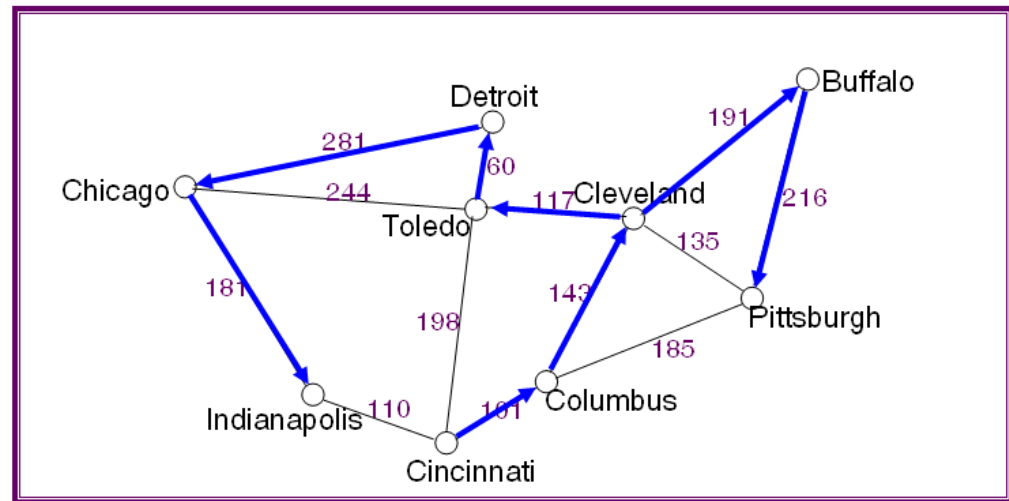 Buffalo
Detroit
191
281
60
Cleveland
Chicago
244
117
216
Toledo
135
181
143
198
Pittsburgh
185
Columbus
110
101
Indianapolis
Cincinnati